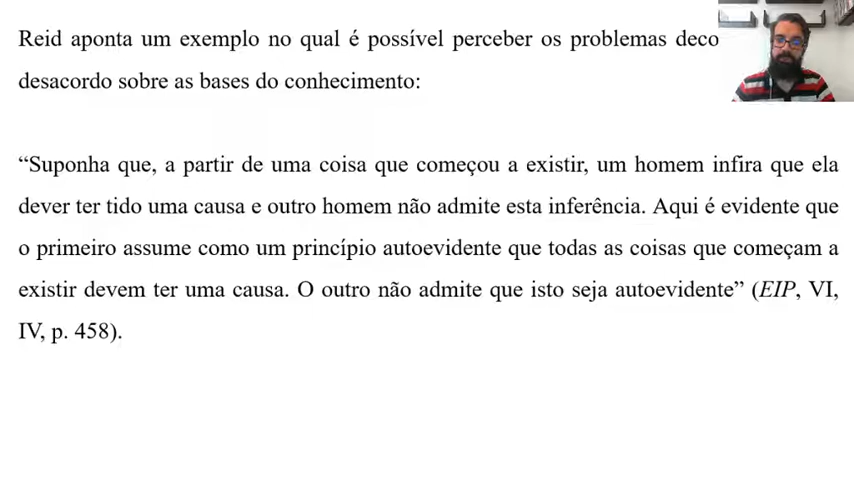 Reid aponta um exemplo no qual é possível perceber os problemas
desacordo sobre as bases do conhecimento:
“Suponha que, a partir de uma coisa que começou a existir, um homem infira que ela
dever ter tido uma causa e outro homem não admite esta inferência. Aqui é evidente que
o primeiro assume como um princípio autoevidente que todas as coisas que começam a
existir devem ter uma causa. O outro não admite que isto seja autoevidente” (EIP, VI,
IV, p. 458).